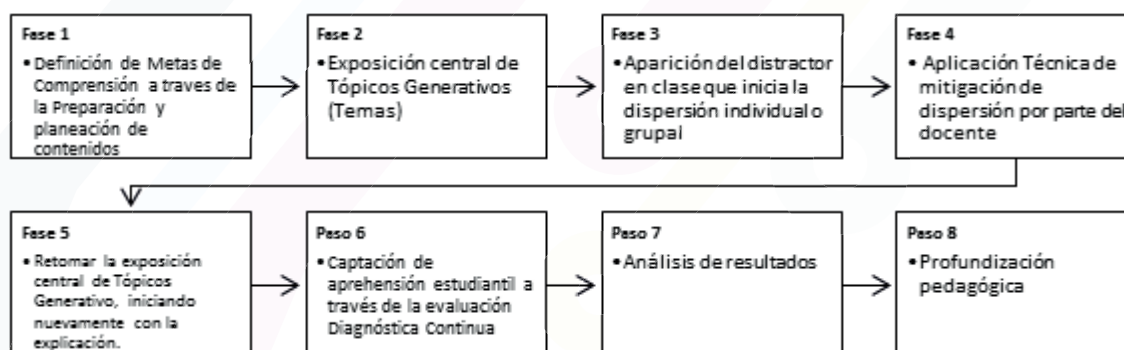 Fase 1
•Definición de Metas de
Comprensión a traves de
la Preparación y
planeación de
contenidos
Fase 2
•Exposición central de
Tópicos Generativos
(Temas)
Fase 3
•Aparición del distractor
en clase que inicia la
dispersión individual o
grupal
Fase 4
• Aplicación Técnica de
mitigación de
dispersión por parte del
docente
Fase 5
• Retomar la exposición
central de Tópicos
Generativo, iniciando
nuevamente con la
explicación.
Paso 6
•Captación de
aprehensión estudiantil a
través de la evaluación
Diagnóstica Continua
Paso 7
•Análisis de resultados
Paso 8
•Profundización
pedagógica